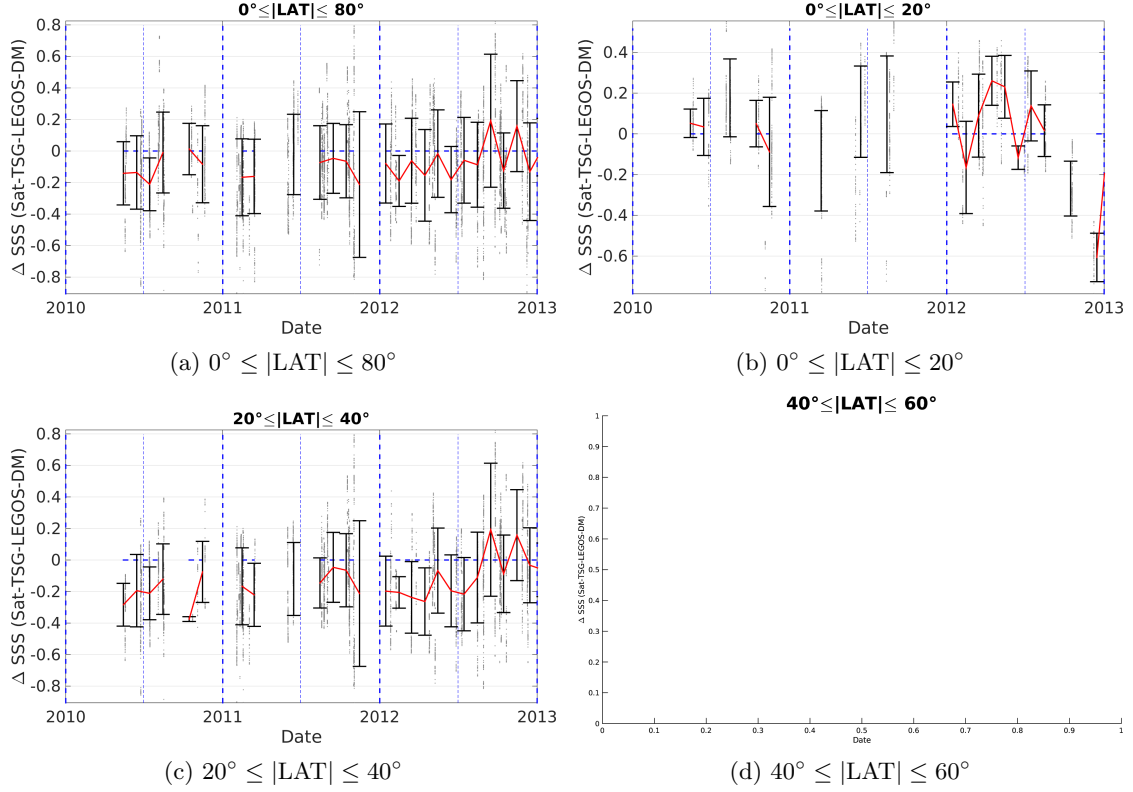 0°≤|LAT|≤ 80°
0.8
0.6
0.4
0.2
0
-0.2
-0.4
-0.6
-0.8
Δ SSS (Sat-TSG-LEGOS-DM)
2010 2011 2012 2013
Date
(a) 0° ≤ |LAT| ≤ 80°
0°≤|LAT|≤ 20°
0.4
0.2
0
-0.2
-0.4
-0.6
Δ SSS (Sat-TSG-LEGOS-DM)
2010 2011 2012 2013
Date
(b) 0° ≤ |LAT| ≤ 20°
20°≤|LAT|≤ 40°
0.8
0.6
0.4
0.2
0
-0.2
-0.4
-0.6
-0.8
Δ SSS (Sat-TSG-LEGOS-DM)
2010 2011 2012 2013
Date
(c) 20° ≤ |LAT| ≤ 40°
40°≤|LAT|≤ 60°
1
0.9
0.8
0.7
0.6
0.5
0.4
0.3
0.2
0.1
0
Δ SSS (Sat-TSG-LEGOS-DM)
0 0.1 0.2 0.3 0.4 0.5 0.6 0.7 0.8 0.9 1
Date
(d) 40° ≤ |LAT| ≤ 60°